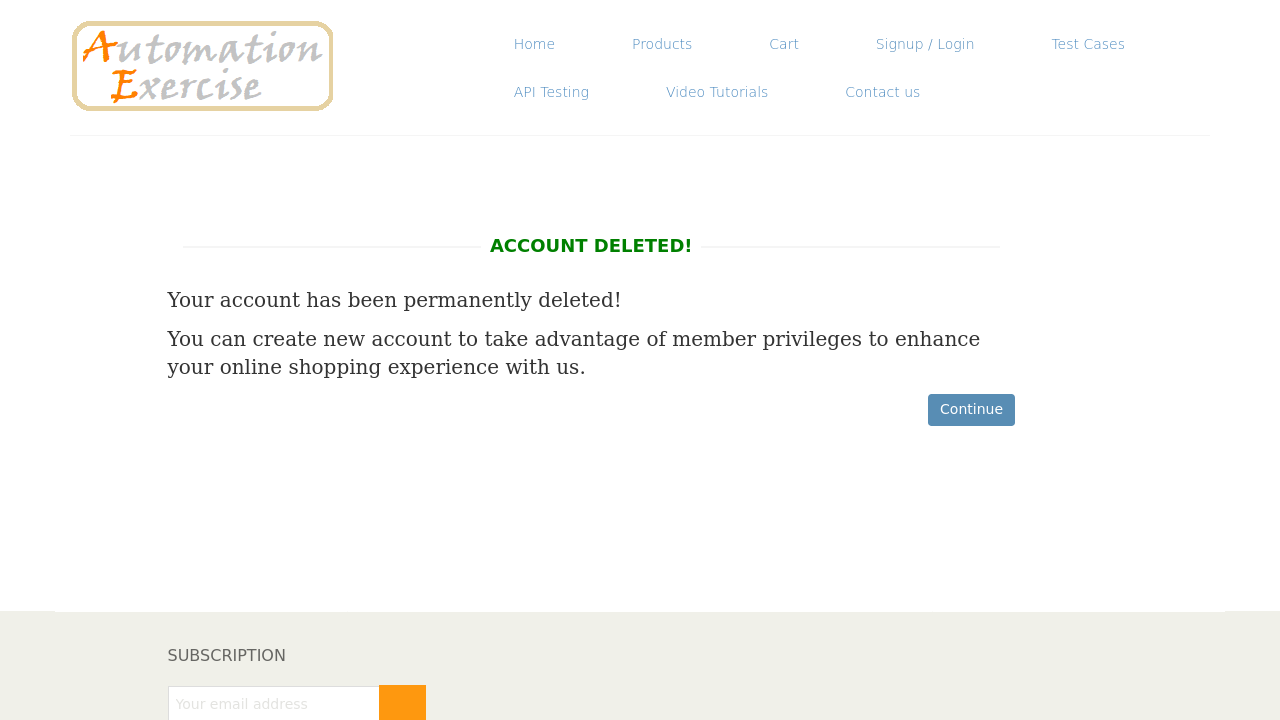 Automation
Exercise
Home Products Cart Signup / Login Test Cases
API Testing Video Tutorials Contact us
ACCOUNT DELETED!
Your account has been permanently deleted!
You can create new account to take advantage of member privileges to enhance
your online shopping experience with us.
Continue
SUBSCRIPTION
Your email address